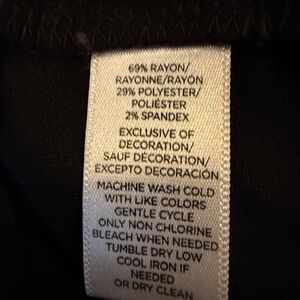 69% RAYON/
RAYONNE/RAYÓN
29% POLYESTER/
POLIÉSTER
2% SPANDEX
EXCLUSIVE OF
DECORATION/
SAUF DÉCORATION/
EXCEPTO DECORACIÓN
MACHINE WASH COLD
WITH LIKE COLORS
GENTLE CYCLE
ONLY NON CHLORINE
BLEACH WHEN NEEDED
TUMBLE DRY LOW
COOL IRON IF
NEEDED
OR DRY CLEAN